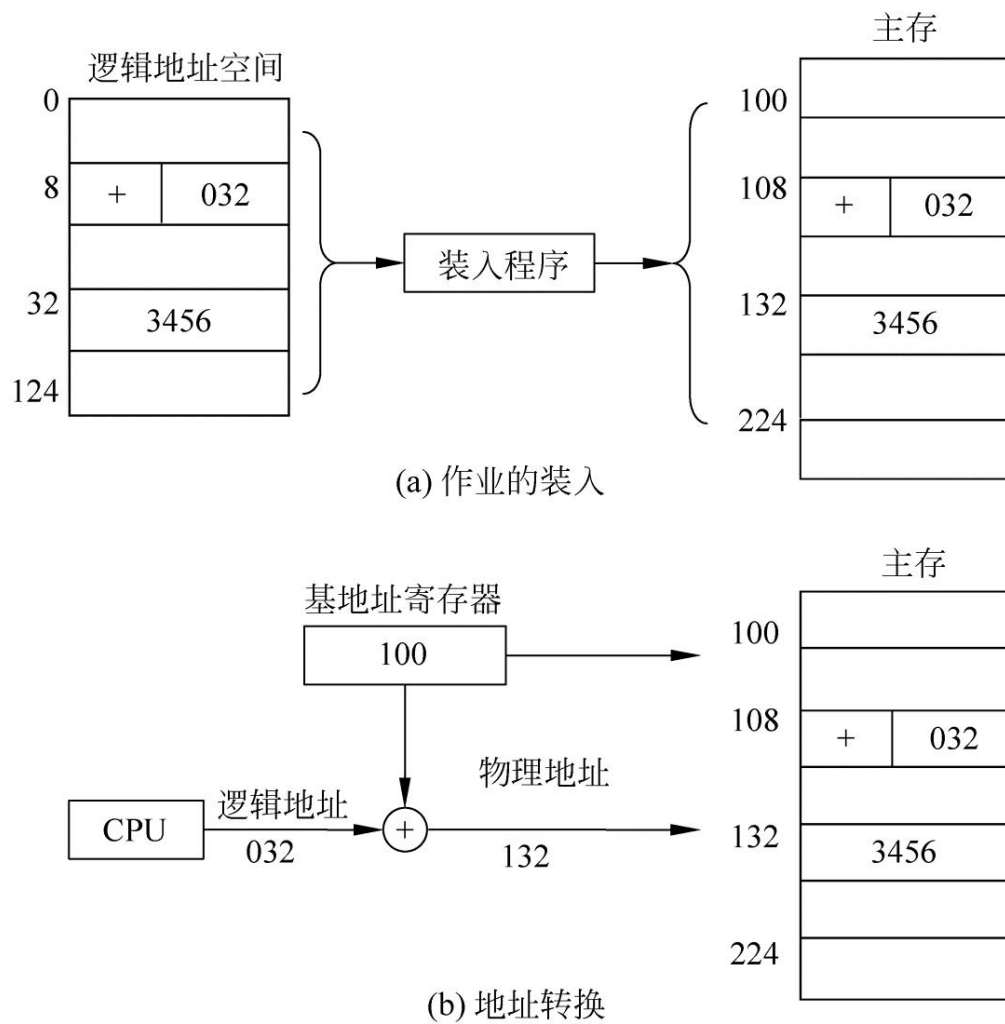 主存
逻辑地址空间
0
100
8
+ 032
108
+ 032
装入程序
32
3456
132
3456
124
224
(a) 作业的装入
主存
基地址寄存器
100
100
108
+ 032
物理地址
逻辑地址
CPU
+
032
132
132
3456
224
(b) 地址转换